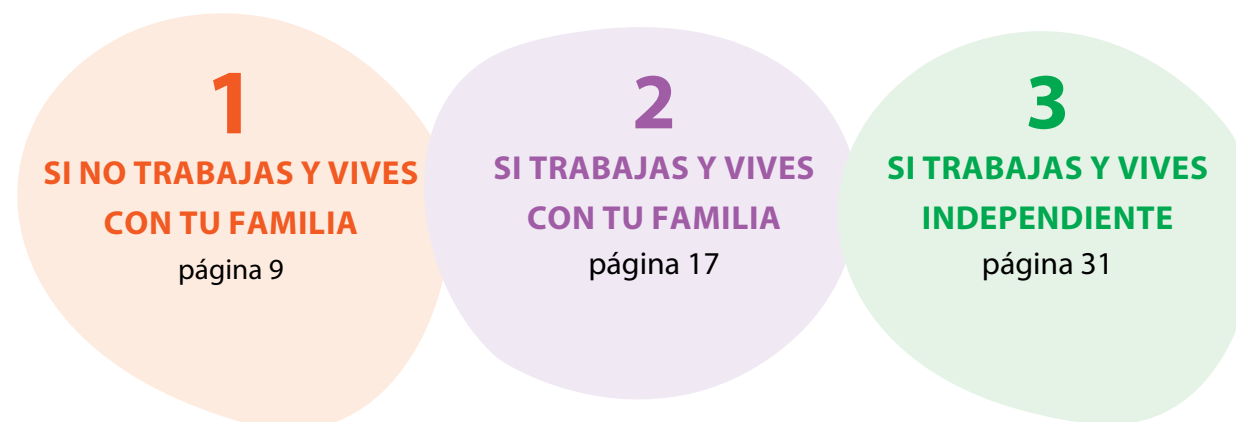 1
SI NO TRABAJAS Y VIVES
CON TU FAMILIA
página 9
2
SI TRABAJAS Y VIVES
CON TU FAMILIA
página 17
3
SI TRABAJAS Y VIVES
INDEPENDIENTE
página 31